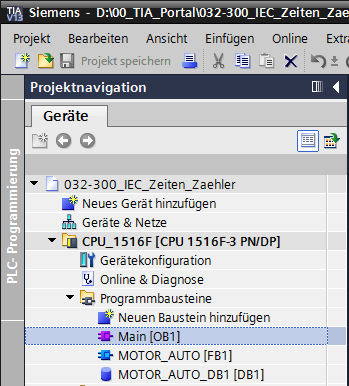 TIA V13 Siemens - D:\00_TIA_Portal\032-300_IEC_Zeiten_Zae
Projekt Bearbeiten Ansicht Einfügen Online Extra
Projekt speichern
Projektnavigation
Geräte
PLC-Programmierung
032-300_IEC_Zeiten_Zaehler
Neues Gerät hinzufügen
Geräte & Netze
CPU_1516F [CPU 1516F-3 PN/DP]
Gerätekonfiguration
Online & Diagnose
Programmbausteine
Neuen Baustein hinzufügen
Main [OB1]
MOTOR_AUTO [FB1]
MOTOR_AUTO_DB1 [DB1]